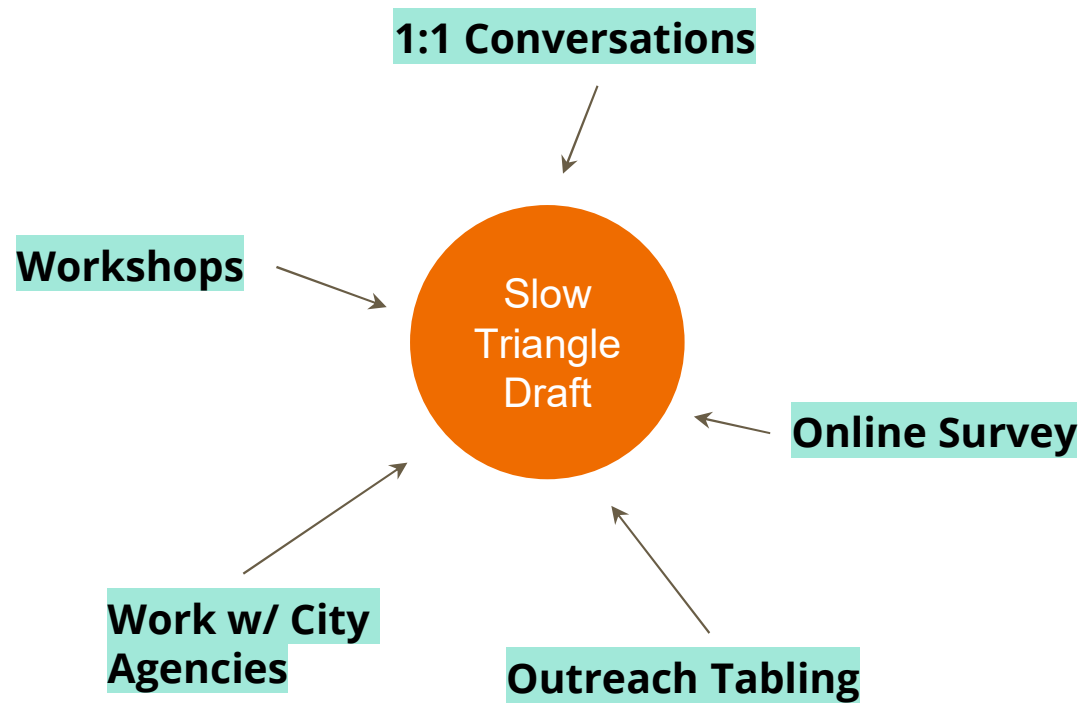 1:1 Conversations
Workshops
Slow
Triangle
Draft
Online Survey
Work w/ City
Agencies
Outreach Tabling